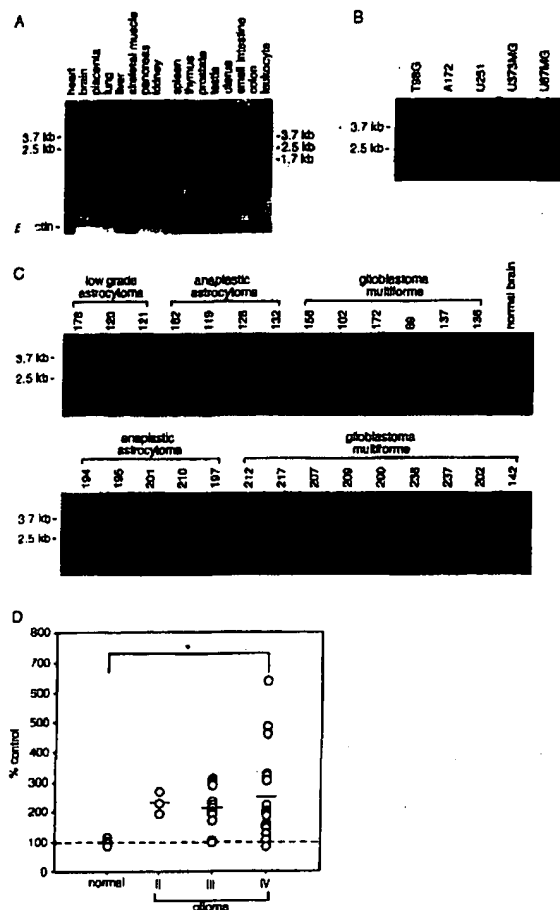 A
heart
brain
placenta
lung
liver
skeletal muscle
pancreas
kidney
spleen
thymus
prostate
testis
uterus
small intestine
colon
leukocyte
3.7 kb -
2.5 kb -
-3.7 kb
-2.5 kb
-1.7 kb
B
T98G
A172
U251
U373MG
U87MG
3.7 kb -
2.5 kb -
C
low grade
astrocytoma
anaplastic
astrocytoma
glioblastoma
multiforme
178
120
121
182
119
128
132
102
172
137
normal brain
3.7 kb -
2.5 kb -
anaplastic
astrocytoma
glioblastoma
multiforme
194
195
201
210
197
212
217
207
209
200
237
202
142
3.7 kb -
2.5 kb -
D
800
700
600
500
400
300
200
100
0
% control
*
normal
II
III
IV
glioma